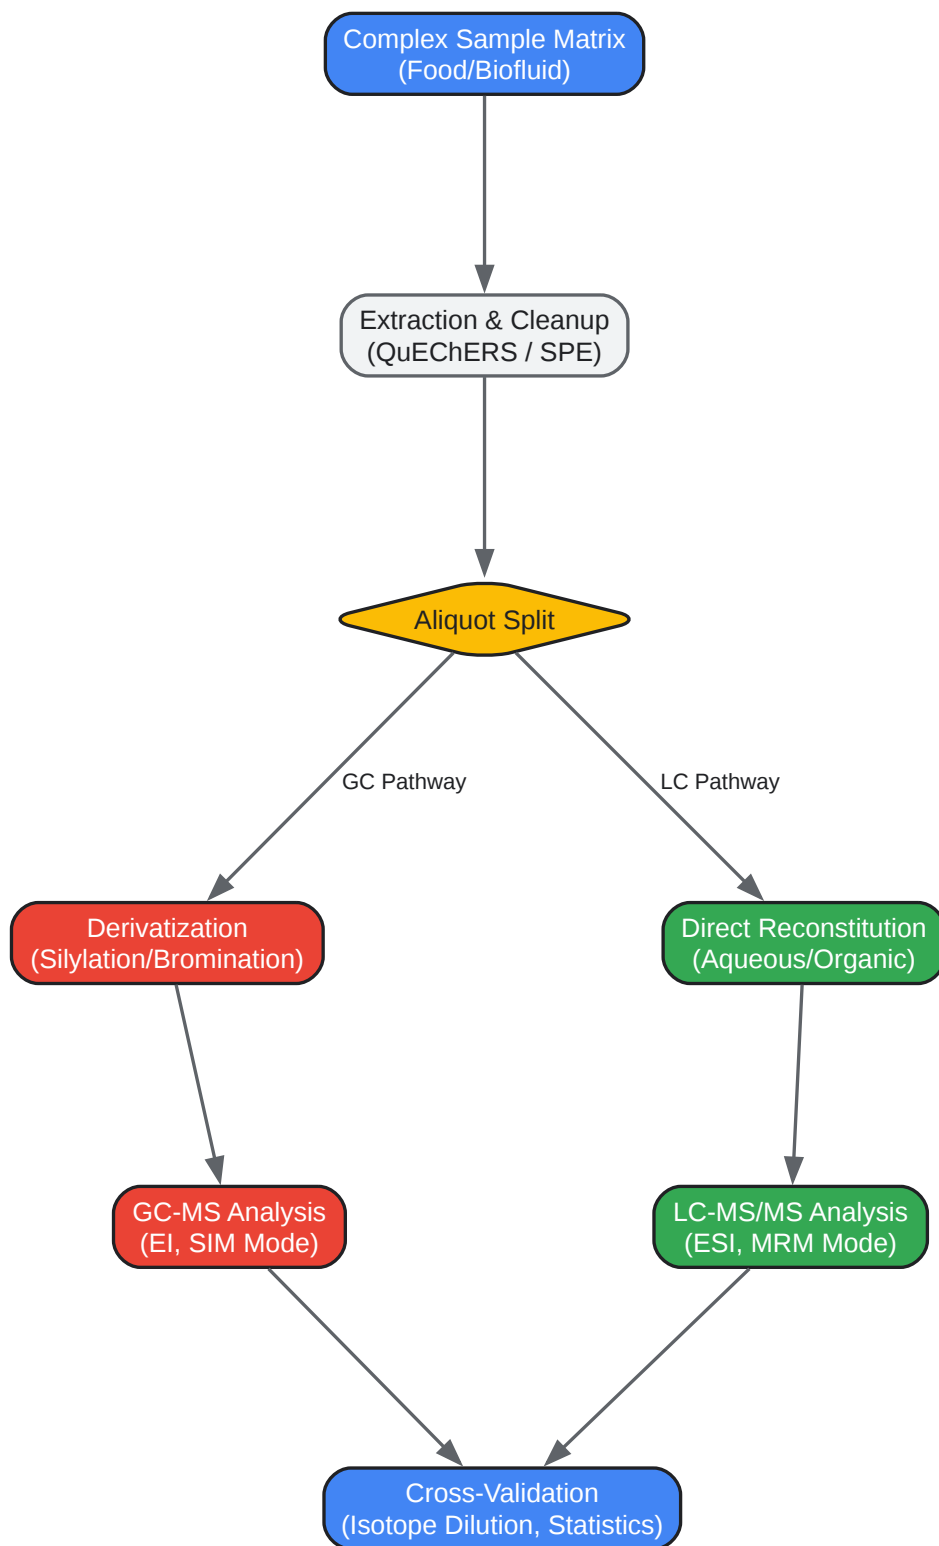 Complex Sample Matrix
(Food/Biofluid)
Extraction & Cleanup
(QuEChERS / SPE)
Aliquot Split
GC Pathway
LC Pathway
Derivatization
(Silylation/Bromination)
Direct Reconstitution
(Aqueous/Organic)
GC-MS Analysis
(EI, SIM Mode)
LC-MS/MS Analysis
(ESI, MRM Mode)
Cross-Validation
(Isotope Dilution, Statistics)